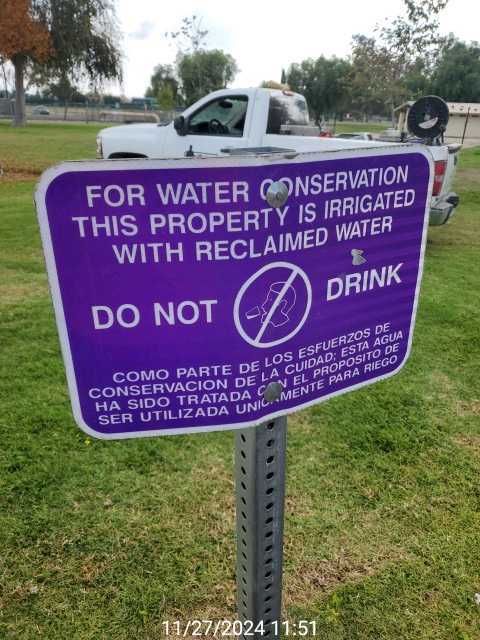 FOR WATER CONSERVATION
THIS PROPERTY IS IRRIGATED
WITH RECLAIMED WATER
DO NOT DRINK
COMO PARTE DE LOS ESFUERZOS DE
CONSERVACION DE LA CUIDAD; ESTA AGUA
HA SIDO TRATADA CON EL PROPOSITO DE
SER UTILIZADA UNICAMENTE PARA RIEGO
11/27/2024 11:51